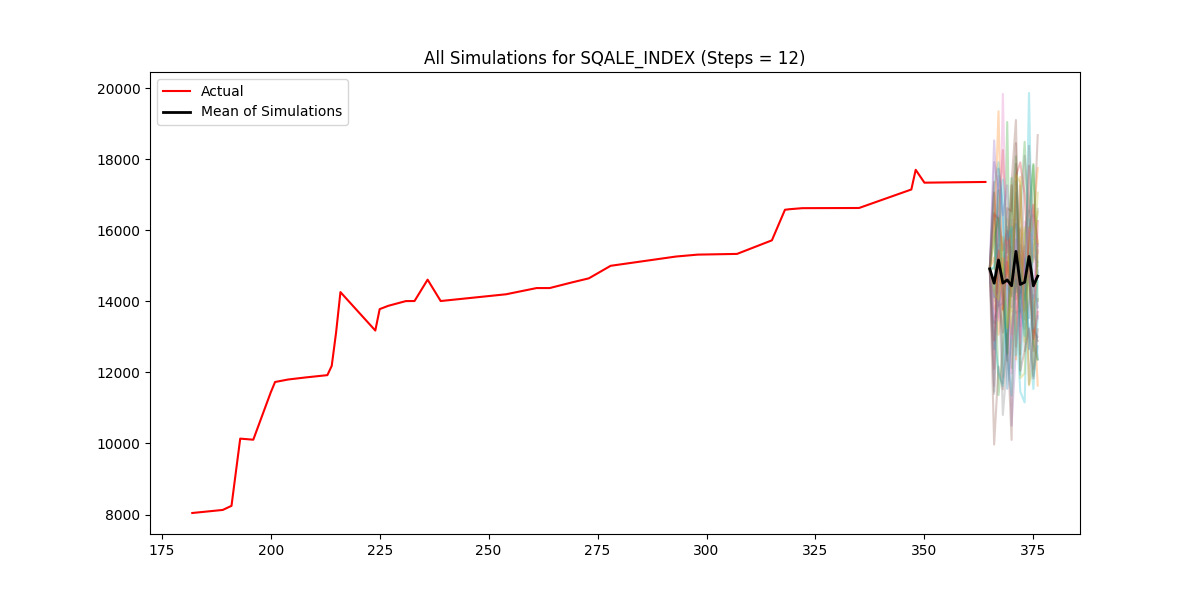 All Simulations for SQALE_INDEX (Steps = 12)
Actual
Mean of Simulations
20000
18000
16000
14000
12000
10000
8000
175 200 225 250 275 300 325 350 375